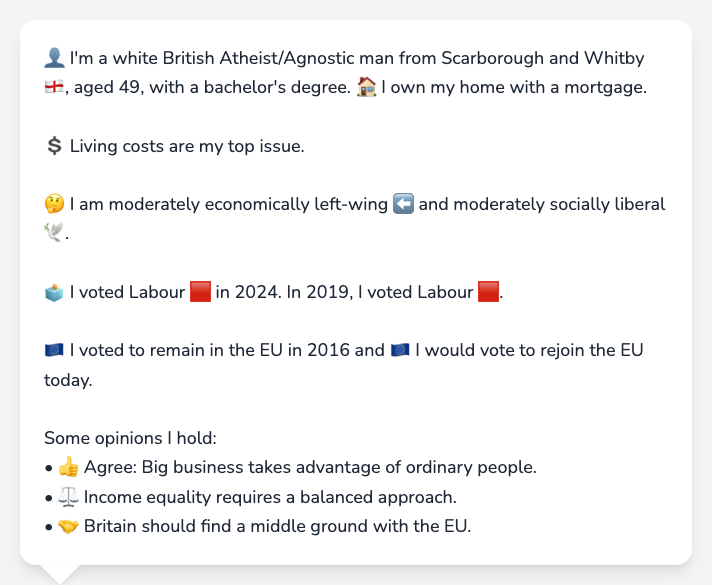 👤 I'm a white British Atheist/Agnostic man from Scarborough and Whitby
🏴󠁧󠁢󠁥󠁮󠁧󠁿, aged 49, with a bachelor's degree. 🏠 I own my home with a mortgage.
💲 Living costs are my top issue.
🤔 I am moderately economically left-wing ⬅️ and moderately socially liberal
🕊️.
🗳️ I voted Labour 🟥 in 2024. In 2019, I voted Labour 🟥.
🇪🇺 I voted to remain in the EU in 2016 and 🇪🇺 I would vote to rejoin the EU
today.
Some opinions I hold:
• 👍 Agree: Big business takes advantage of ordinary people.
• ⚖️ Income equality requires a balanced approach.
• 🤝 Britain should find a middle ground with the EU.